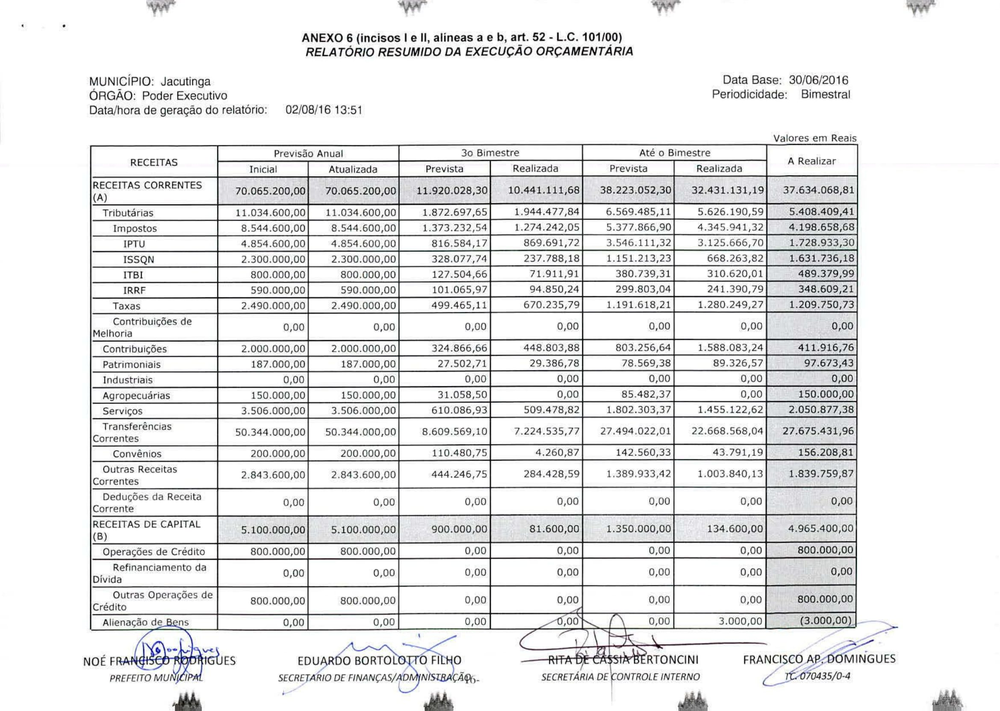 ANEXO 6 (incisos I e II, alíneas a e b, art. 52 - L.C. 101/00)
RELATÓRIO RESUMIDO DA EXECUÇÃO ORÇAMENTÁRIA
MUNICÍPIO: Jacutinga
Data Base: 30/06/2016
ÓRGÃO: Poder Executivo
Periodicidade: Bimestral
Data/hora de geração do relatório: 02/08/16 13:51
Valores em Reais
RECEITAS Previsão Anual 3o Bimestre Até o Bimestre A Realizar
Inicial Atualizada Prevista Realizada Prevista Realizada
RECEITAS CORRENTES
(A) 70.065.200,00 70.065.200,00 11.920.028,30 10.441.111,68 38.223.052,30 32.431.131,19 37.634.068,81
Tributárias 11.034.600,00 11.034.600,00 1.872.697,65 1.944.477,84 6.569.485,11 5.626.190,59 5.408.409,41
Impostos 8.544.600,00 8.544.600,00 1.373.232,54 1.274.242,05 5.377.866,90 4.345.941,32 4.198.658,68
IPTU 4.854.600,00 4.854.600,00 816.584,17 869.691,72 3.546.111,32 3.125.666,70 1.728.933,30
ISSQN 2.300.000,00 2.300.000,00 328.077,74 237.788,18 1.151.213,23 668.263,82 1.631.736,18
ITBI 800.000,00 800.000,00 127.504,66 71.911,91 380.739,31 310.620,01 489.379,99
IRRF 590.000,00 590.000,00 101.065,97 94.850,24 299.803,04 241.390,79 348.609,21
Taxas 2.490.000,00 2.490.000,00 499.465,11 670.235,79 1.191.618,21 1.280.249,27 1.209.750,73
Contribuições de
Melhoria 0,00 0,00 0,00 0,00 0,00 0,00 0,00
Contribuições 2.000.000,00 2.000.000,00 324.866,66 448.803,88 803.256,64 1.588.083,24 411.916,76
Patrimoniais 187.000,00 187.000,00 27.502,71 29.386,78 78.569,38 89.326,57 97.673,43
Industriais 0,00 0,00 0,00 0,00 0,00 0,00 0,00
Agropecuárias 150.000,00 150.000,00 31.058,50 0,00 85.482,37 0,00 150.000,00
Serviços 3.506.000,00 3.506.000,00 610.086,93 509.478,82 1.802.303,37 1.455.122,62 2.050.877,38
Transferências
Correntes 50.344.000,00 50.344.000,00 8.609.569,10 7.224.535,77 27.494.022,01 22.668.568,04 27.675.431,96
Convênios 200.000,00 200.000,00 110.480,75 4.260,87 142.560,33 43.791,19 156.208,81
Outras Receitas
Correntes 2.843.600,00 2.843.600,00 444.246,75 284.428,59 1.389.933,42 1.003.840,13 1.839.759,87
Deduções da Receita
Corrente 0,00 0,00 0,00 0,00 0,00 0,00 0,00
RECEITAS DE CAPITAL
(B) 5.100.000,00 5.100.000,00 900.000,00 81.600,00 1.350.000,00 134.600,00 4.965.400,00
Operações de Crédito 800.000,00 800.000,00 0,00 0,00 0,00 0,00 800.000,00
Refinanciamento da
Dívida 0,00 0,00 0,00 0,00 0,00 0,00 0,00
Outras Operações de
Crédito 800.000,00 800.000,00 0,00 0,00 0,00 0,00 800.000,00
Alienação de Bens 0,00 0,00 0,00 0,00 0,00 3.000,00 (3.000,00)
NOÉ FRANCISCO RODRIGUES EDUARDO BORTOLOTTO FILHO RITA DE CASSIA BERTONCINI FRANCISCO AP. DOMINGUES
PREFEITO MUNICIPAL SECRETARIO DE FINANÇAS/ADMINISTRAÇÃO SECRETÁRIA DE CONTROLE INTERNO TC. 070435/0-4